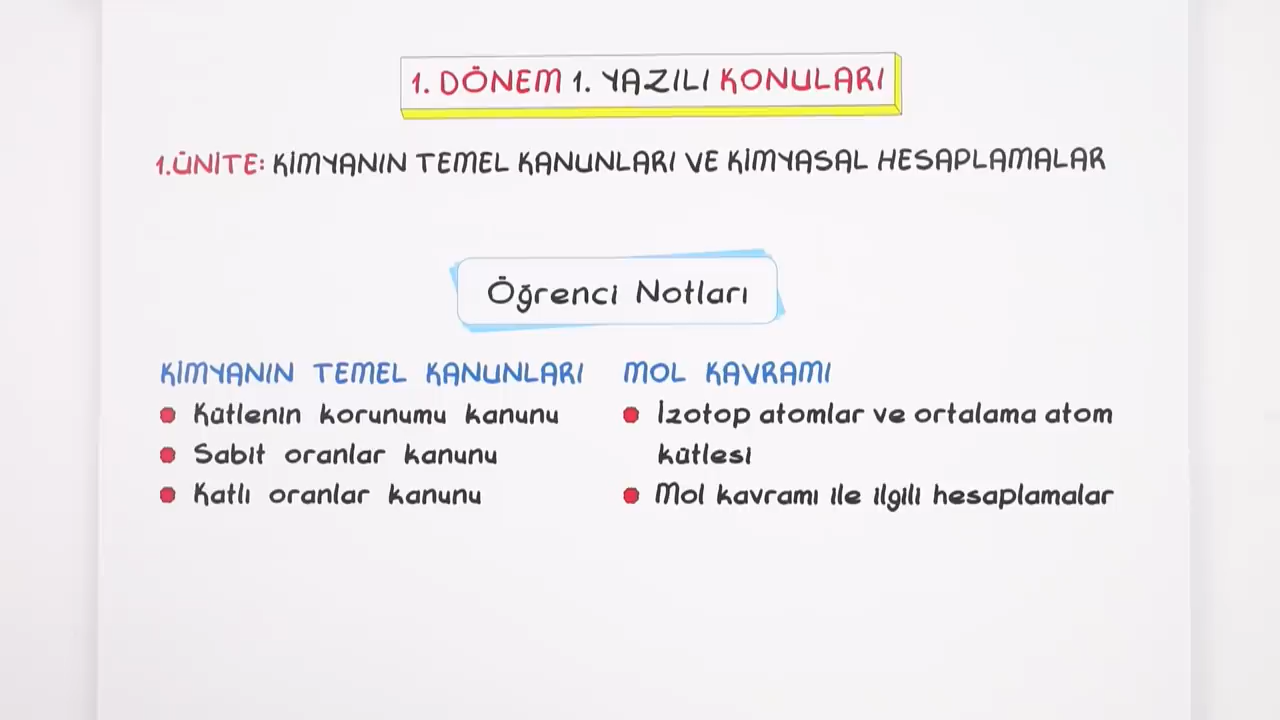 1. DÖNEM 1. YAZILI KONULARI
1.ÜNİTE: KİMYANIN TEMEL KANUNLARI VE KİMYASAL HESAPLAMALAR
Öğrenci Notları
KİMYANIN TEMEL KANUNLARI
Kütlenin korunumu kanunu
Sabit oranlar kanunu
Katlı oranlar kanunu
MOL KAVRAMI
İzotop atomlar ve ortalama atom
kütlesi
Mol kavramı ile ilgili hesaplamalar